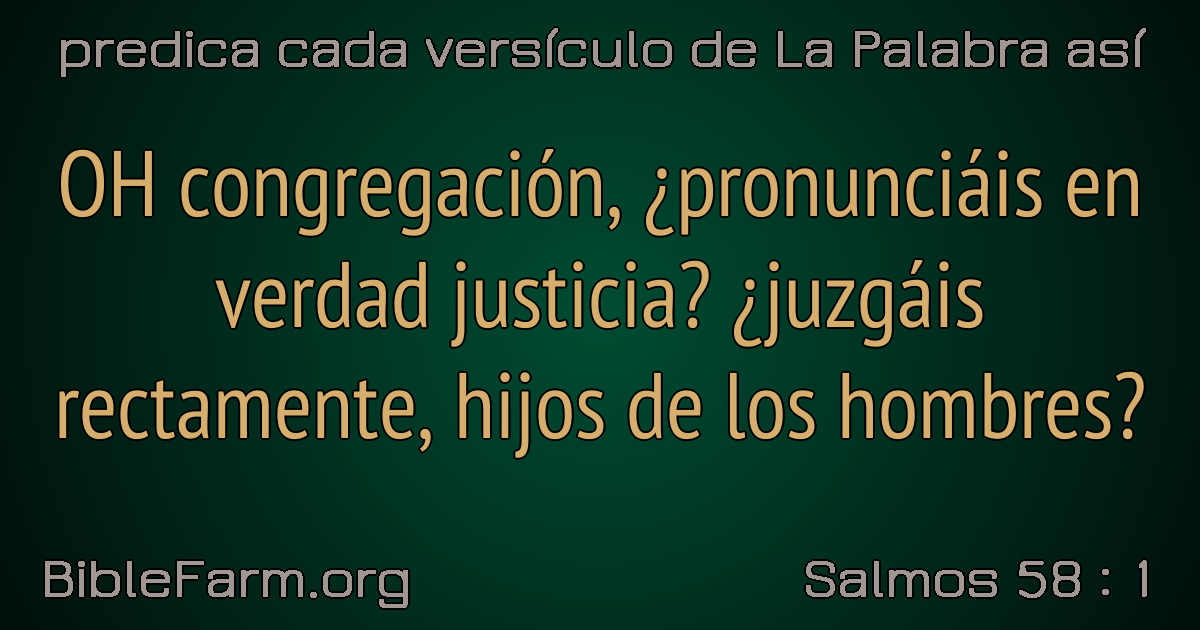 predica cada versículo de La Palabra así
OH congregación, ¿pronunciáis en
verdad justicia? ¿juzgáis
rectamente, hijos de los hombres?
BibleFarm.org
Salmos 58 : 1